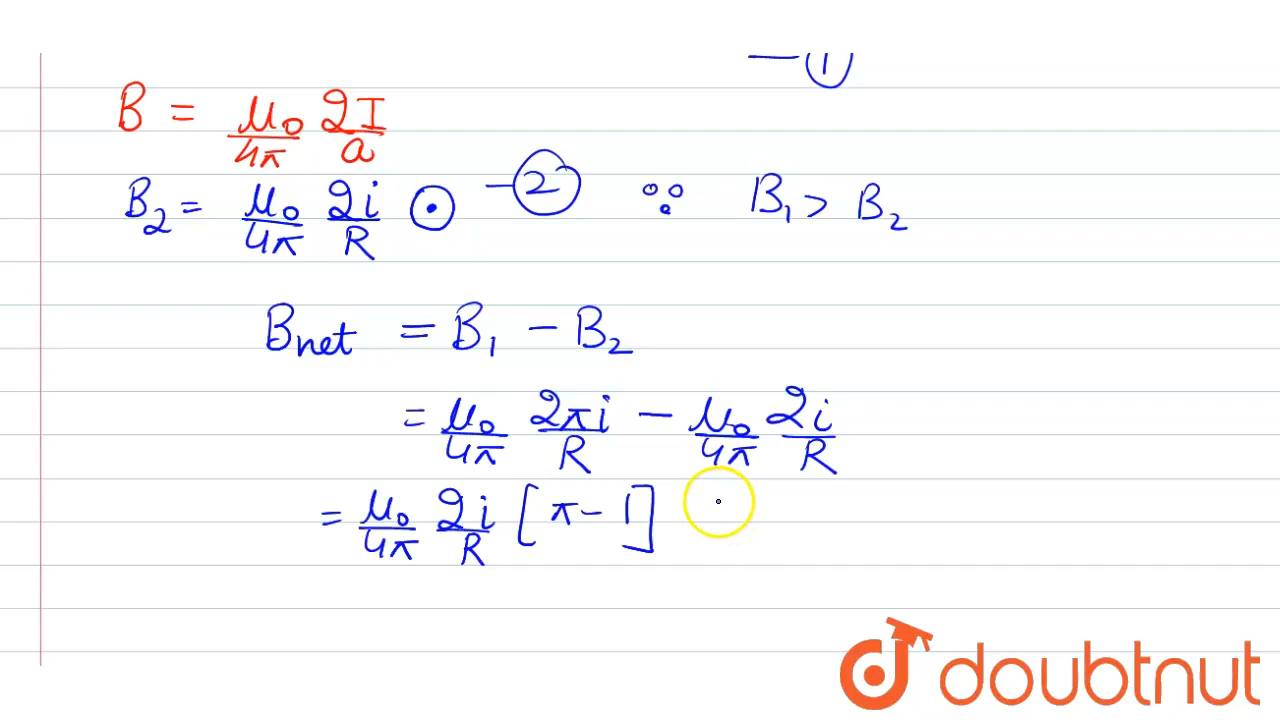 — ①
B = μ₀/4π 2I/a
B₂ = μ₀/4π 2i/R ⊙ —② ∵ B₁ > B₂
Bnet = B₁ − B₂
= μ₀/4π 2πi/R − μ₀/4π 2i/R
= μ₀/4π 2i/R [π − 1]
doubtnut